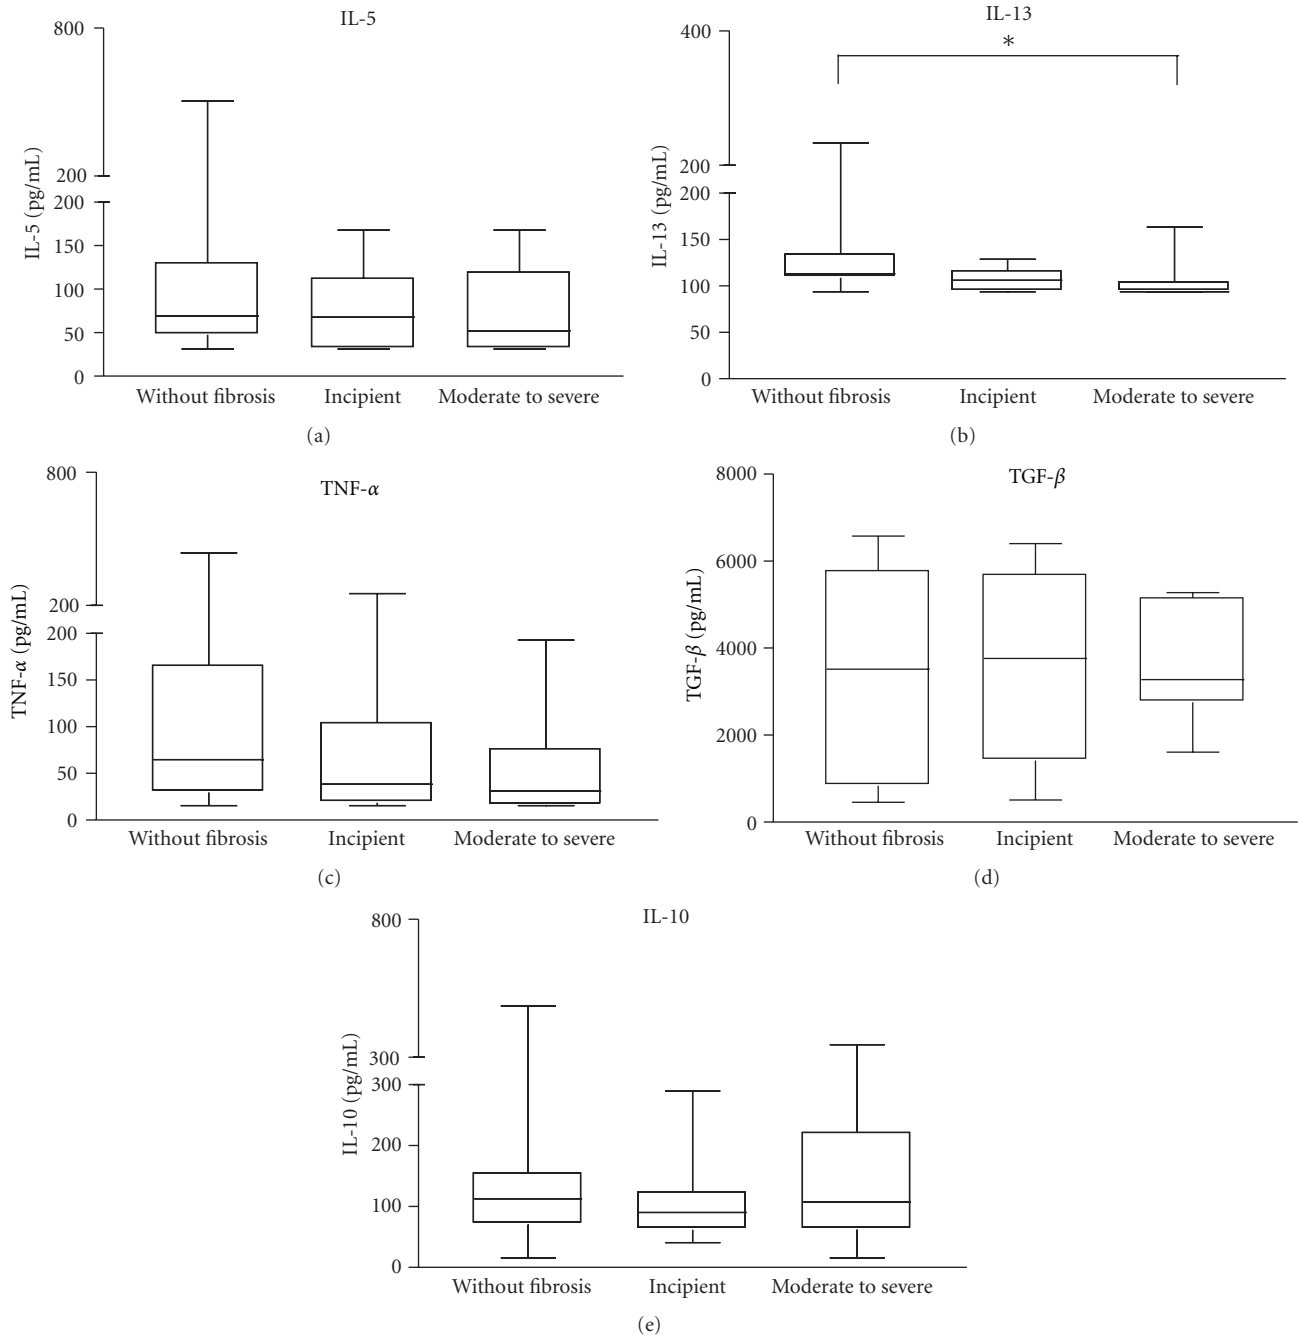 IL-5
800
200
200
150
100
50
0
IL-5 (pg/mL)
Without fibrosis
Incipient
Moderate to severe
(a)
IL-13
400
*
200
200
150
100
50
0
IL-13 (pg/mL)
Without fibrosis
Incipient
Moderate to severe
(b)
TNF-α
800
200
200
150
100
50
0
TNF-α (pg/mL)
Without fibrosis
Incipient
Moderate to severe
(c)
TGF-β
8000
6000
4000
2000
0
TGF-β (pg/mL)
Without fibrosis
Incipient
Moderate to severe
(d)
IL-10
800
300
300
200
100
0
IL-10 (pg/mL)
Without fibrosis
Incipient
Moderate to severe
(e)